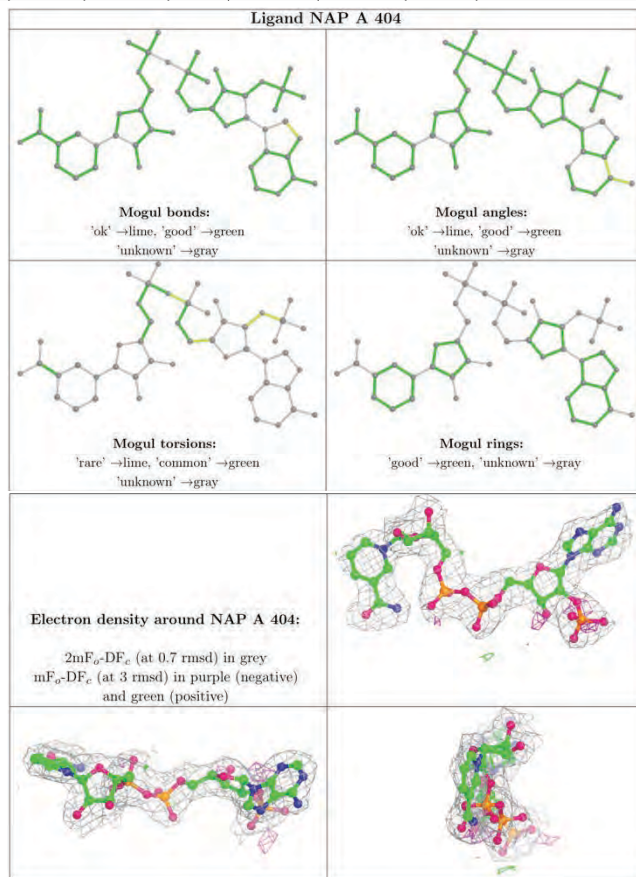 Ligand NAP A 404
Mogul bonds:
'ok' →lime, 'good' →green
'unknown' →gray
Mogul angles:
'ok' →lime, 'good' →green
'unknown' →gray
Mogul torsions:
'rare' →lime, 'common' →green
'unknown' →gray
Mogul rings:
'good' →green, 'unknown' →gray
Electron density around NAP A 404:
2mFₒ-DF꜀ (at 0.7 rmsd) in grey
mFₒ-DF꜀ (at 3 rmsd) in purple (negative)
and green (positive)